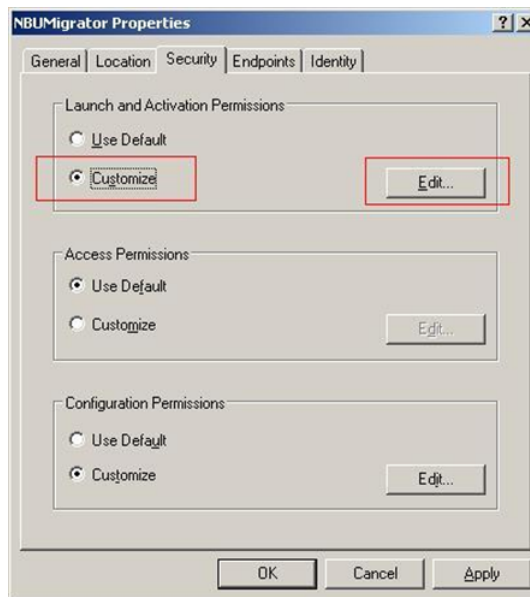 NBUMigrator Properties
General Location Security Endpoints Identity
Launch and Activation Permissions
Use Default
Customize
Edit...
Access Permissions
Use Default
Customize
Edit...
Configuration Permissions
Use Default
Customize
Edit...
OK Cancel Apply